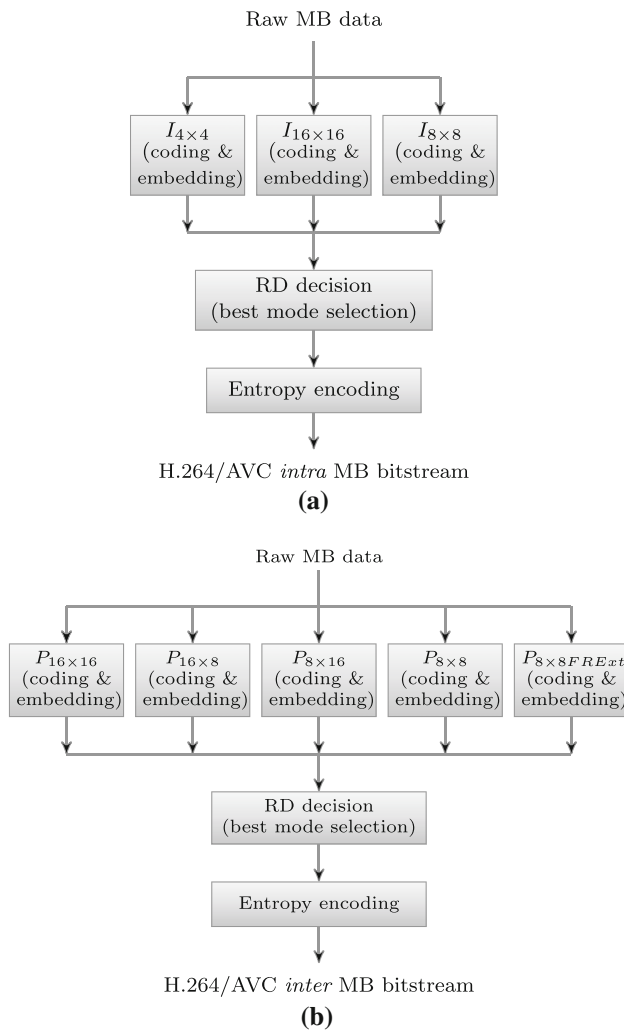 Raw MB data
I4×4 I16×16 I8×8
(coding & (coding & (coding &
embedding) embedding) embedding)
RD decision
(best mode selection)
Entropy encoding
H.264/AVC intra MB bitstream
(a)
Raw MB data
P16×16 P16×8 P8×16 P8×8 P8×8FRExt
(coding & (coding & (coding & (coding & (coding &
embedding) embedding) embedding) embedding) embedding)
RD decision
(best mode selection)
Entropy encoding
H.264/AVC inter MB bitstream
(b)